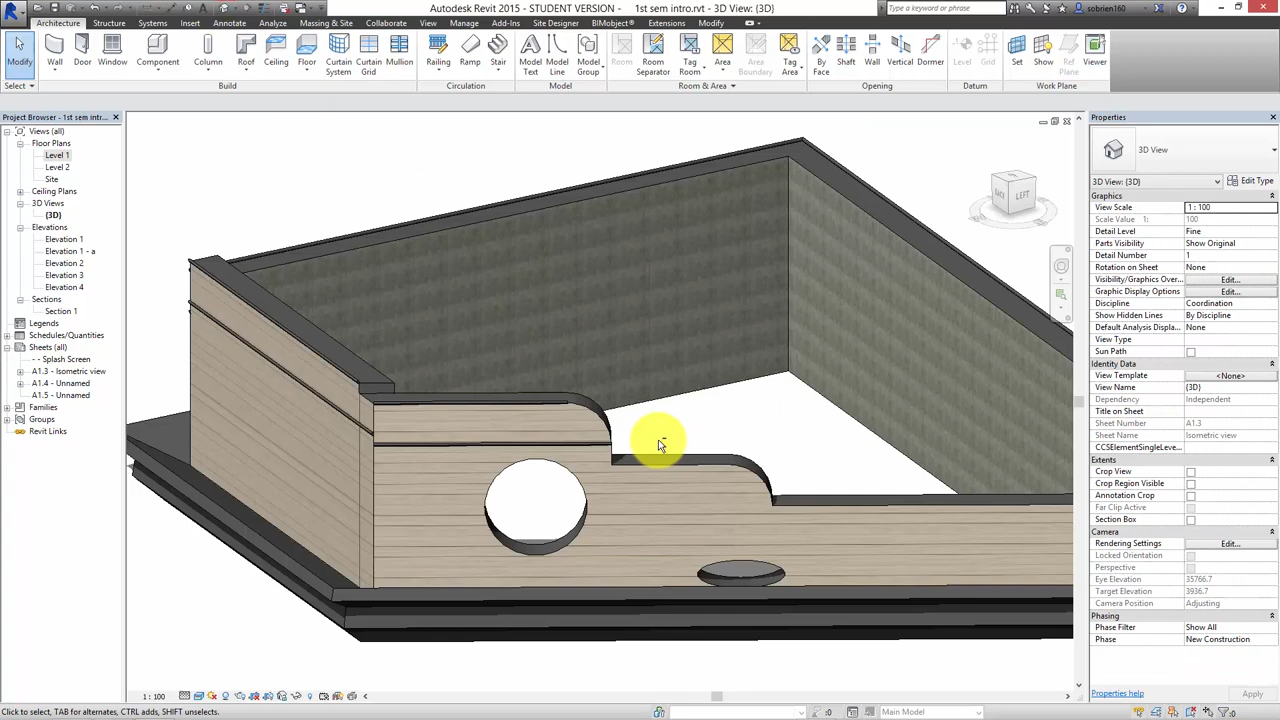 Autodesk Revit 2015 - STUDENT VERSION - 1st sem intro.rvt - 3D View: {3D}
Type a keyword or phrase
sobrien160
Architecture Structure Systems Insert Annotate Analyze Massing & Site Collaborate View Manage Add-Ins Site Designer BIMobject® Extensions Modify
Modify Wall Door Window Component Column Roof Ceiling Floor Curtain System Curtain Grid Mullion Railing Ramp Stair Model Text Model Line Model Group Room Room Separator Tag Room Area Area Boundary Tag Area By Face Shaft Wall Vertical Dormer Level Grid Set Show Ref Plane Viewer
Select Build Circulation Model Room & Area Opening Datum Work Plane
Project Browser - 1st sem intr...
Views (all)
Floor Plans
Level 1
Level 2
Site
Ceiling Plans
3D Views
{3D}
Elevations
Elevation 1
Elevation 1 - a
Elevation 2
Elevation 3
Elevation 4
Sections
Section 1
Legends
Schedules/Quantities
Sheets (all)
- - Splash Screen
A1.3 - Isometric view
A1.4 - Unnamed
A1.5 - Unnamed
Families
Groups
Revit Links
BACK LEFT
Properties
3D View
3D View: {3D} Edit Type
Graphics
View Scale 1 : 100
Scale Value 1: 100
Detail Level Fine
Parts Visibility Show Original
Detail Number 1
Rotation on Sheet None
Visibility/Graphics Over... Edit...
Graphic Display Options Edit...
Discipline Coordination
Show Hidden Lines By Discipline
Default Analysis Displa... None
View Type
Sun Path
Identity Data
View Template <None>
View Name {3D}
Dependency Independent
Title on Sheet
Sheet Number A1.3
Sheet Name Isometric view
CCSElementSingleLeve...
Extents
Crop View
Crop Region Visible
Annotation Crop
Far Clip Active
Section Box
Camera
Rendering Settings Edit...
Locked Orientation
Perspective
Eye Elevation 35766.7
Target Elevation 3936.7
Camera Position Adjusting
Phasing
Phase Filter Show All
Phase New Construction
Properties help Apply
1 : 100
Click to select, TAB for alternates, CTRL adds, SHIFT unselects.
:0 Main Model :0